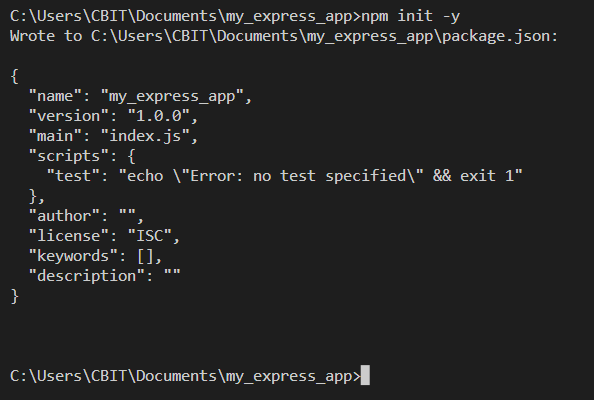 C:\Users\CBIT\Documents\my_express_app>npm init -y
Wrote to C:\Users\CBIT\Documents\my_express_app\package.json:

{
  "name": "my_express_app",
  "version": "1.0.0",
  "main": "index.js",
  "scripts": {
    "test": "echo \"Error: no test specified\" && exit 1"
  },
  "author": "",
  "license": "ISC",
  "keywords": [],
  "description": ""
}

C:\Users\CBIT\Documents\my_express_app>